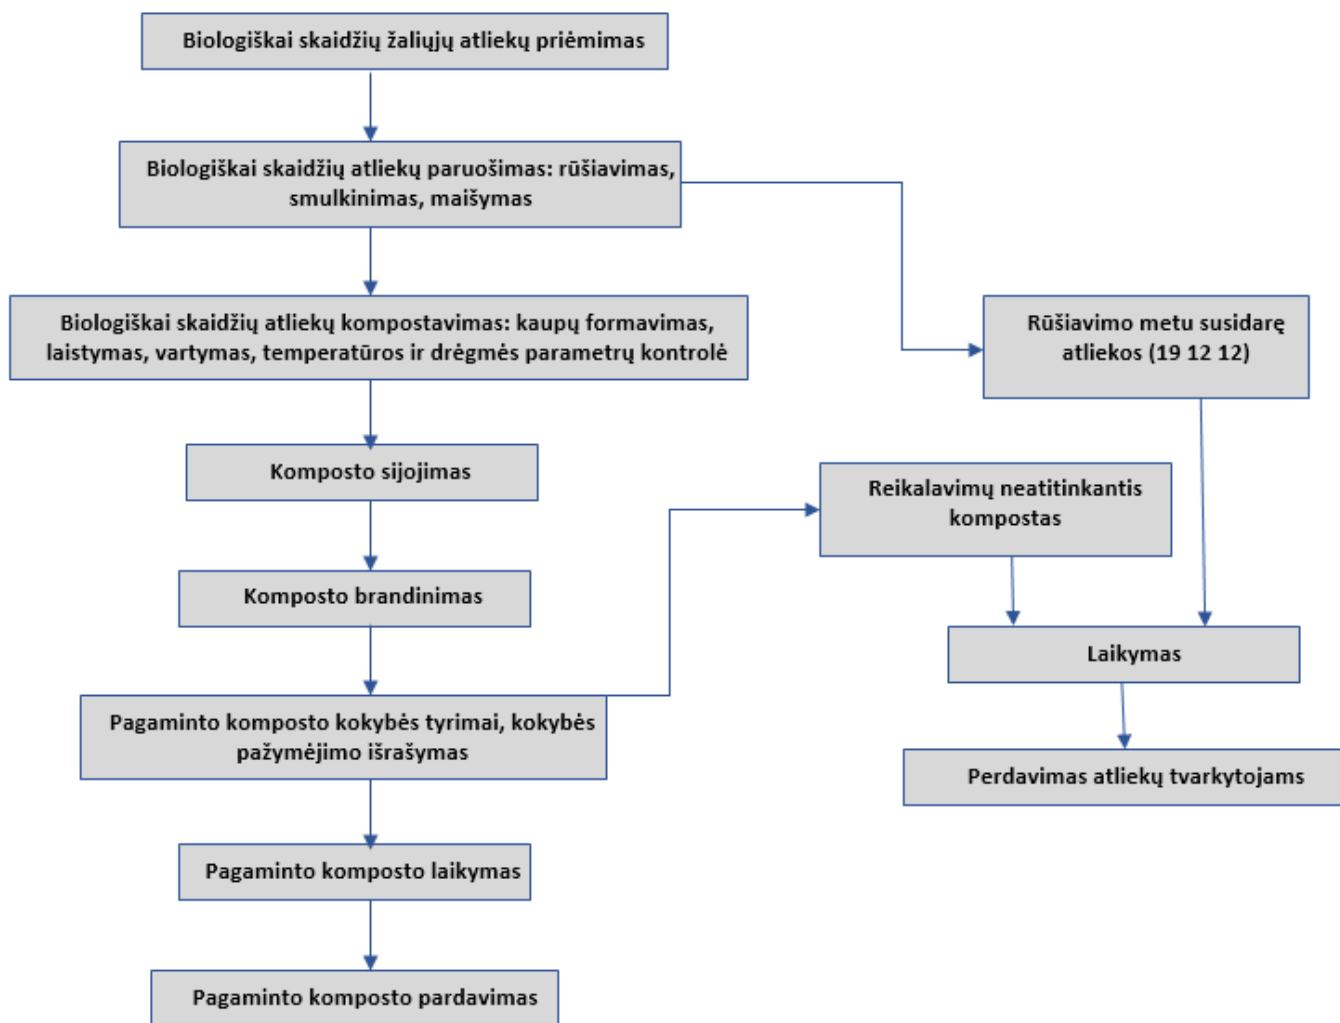 Biologiškai skaidžių žaliųjų atliekų priėmimas
Biologiškai skaidžių atliekų paruošimas: rūšiavimas,
smulkinimas, maišymas
Biologiškai skaidžių atliekų kompostavimas: kaupų formavimas,
laistymas, vartymas, temperatūros ir drėgmės parametrų kontrolė
Rūšiavimo metu susidarę
atliekos (19 12 12)
Komposto sijojimas
Reikalavimų neatitinkantis
kompostas
Komposto brandinimas
Laikymas
Pagaminto komposto kokybės tyrimai, kokybės
pažymėjimo išrašymas
Perdavimas atliekų tvarkytojams
Pagaminto komposto laikymas
Pagaminto komposto pardavimas